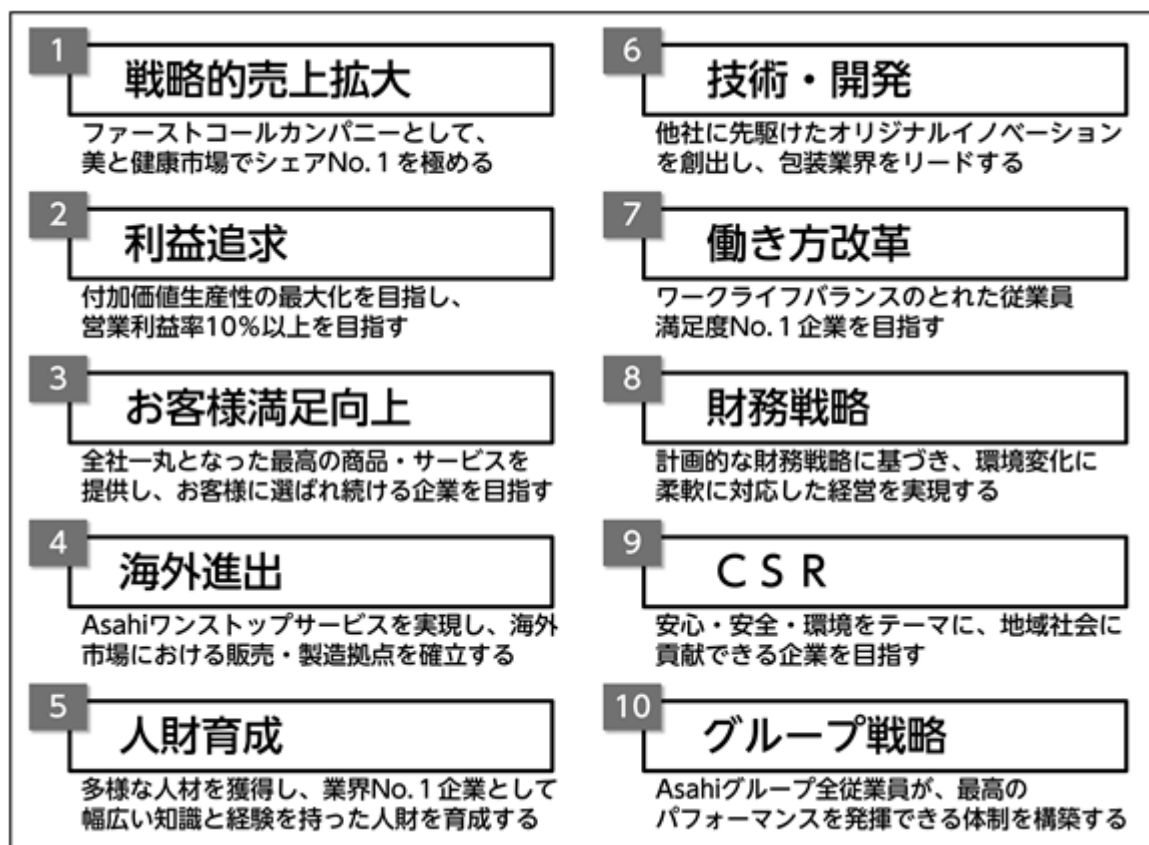 1
戦略的売上拡大
ファーストコールカンパニーとして、
美と健康市場でシェアNo.1を極める
2
利益追求
付加価値生産性の最大化を目指し、
営業利益率10%以上を目指す
3
お客様満足向上
全社一丸となった最高の商品・サービスを
提供し、お客様に選ばれ続ける企業を目指す
4
海外進出
Asahiワンストップサービスを実現し、海外
市場における販売・製造拠点を確立する
5
人財育成
多様な人材を獲得し、業界No.1企業として
幅広い知識と経験を持った人財を育成する
6
技術・開発
他社に先駆けたオリジナルイノベーション
を創出し、包装業界をリードする
7
働き方改革
ワークライフバランスのとれた従業員
満足度No.1企業を目指す
8
財務戦略
計画的な財務戦略に基づき、環境変化に
柔軟に対応した経営を実現する
9
CSR
安心・安全・環境をテーマに、地域社会に
貢献できる企業を目指す
10
グループ戦略
Asahiグループ全従業員が、最高の
パフォーマンスを発揮できる体制を構築する